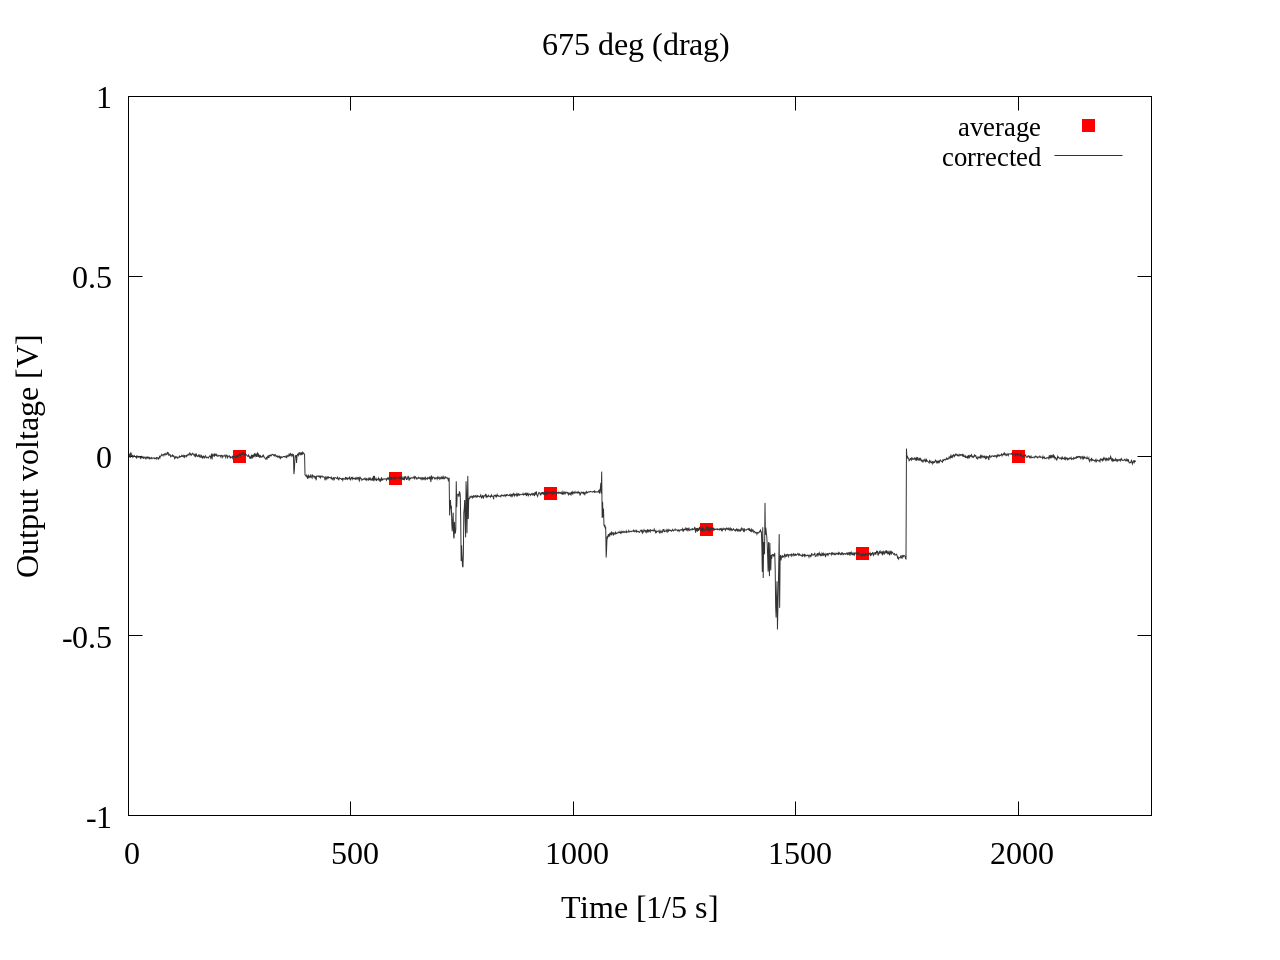 675 deg (drag)
average
corrected
1
0.5
0
-0.5
-1
Output voltage [V]
0 500 1000 1500 2000
Time [1/5 s]